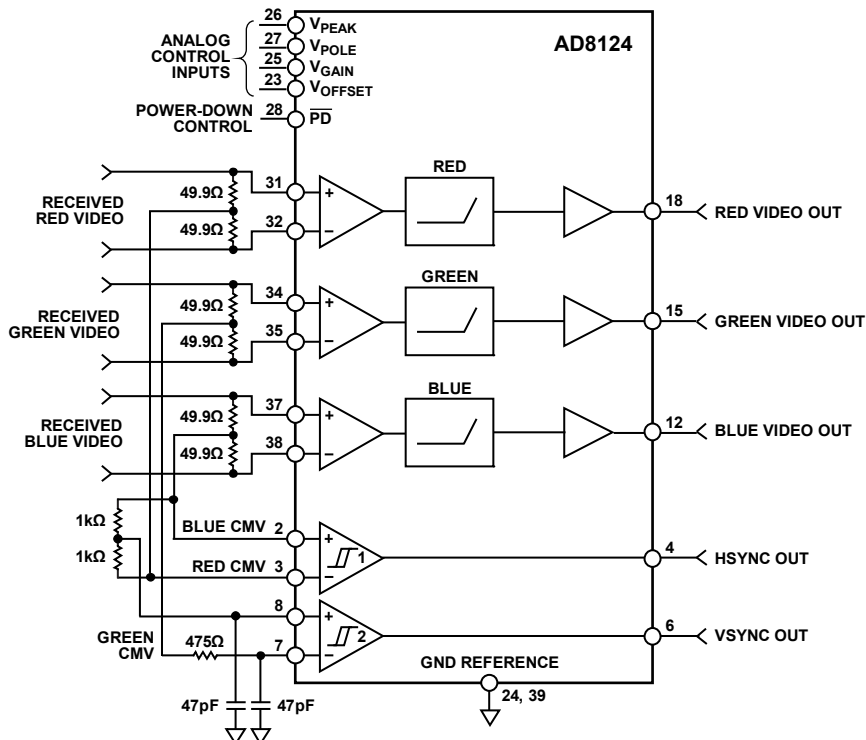 AD8124
ANALOG
CONTROL
INPUTS
26
VPEAK
27
VPOLE
25
VGAIN
23
VOFFSET
POWER-DOWN
CONTROL
28
PD
RECEIVED
RED VIDEO
49.9Ω
49.9Ω
31
+
32
−
RED
18
RED VIDEO OUT
RECEIVED
GREEN VIDEO
49.9Ω
49.9Ω
34
+
35
−
GREEN
15
GREEN VIDEO OUT
RECEIVED
BLUE VIDEO
49.9Ω
49.9Ω
37
+
38
−
BLUE
12
BLUE VIDEO OUT
1kΩ
1kΩ
BLUE CMV
2
+
1
RED CMV
3
−
4
HSYNC OUT
8
+
2
GREEN
CMV
475Ω
7
−
6
VSYNC OUT
GND REFERENCE
24, 39
47pF
47pF